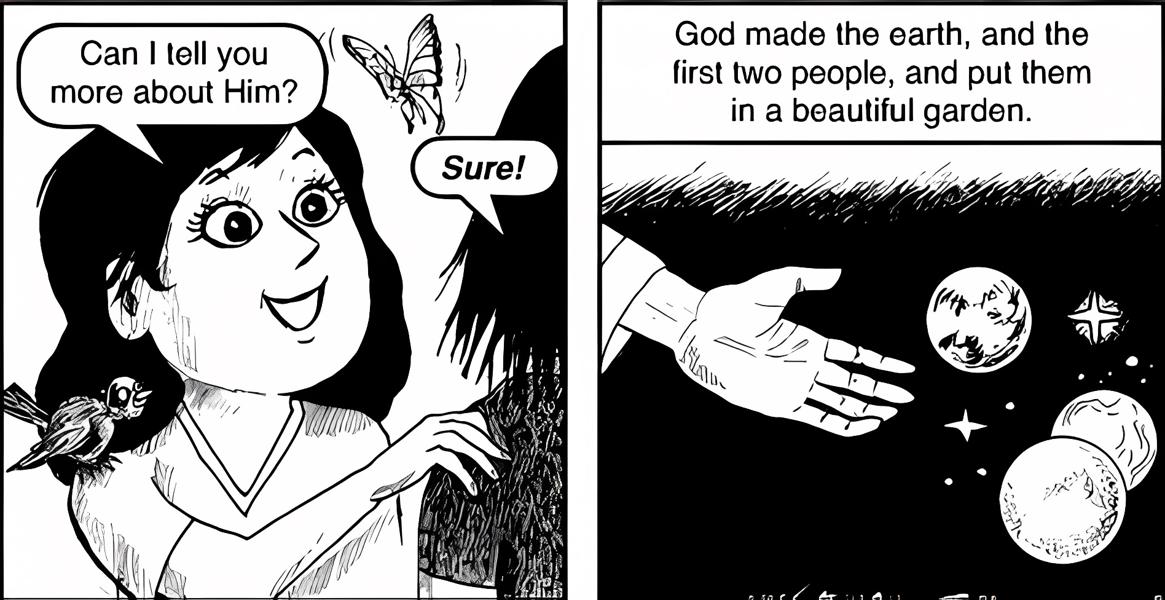 Can I tell you
more about Him?
Sure!
God made the earth, and the
first two people, and put them
in a beautiful garden.